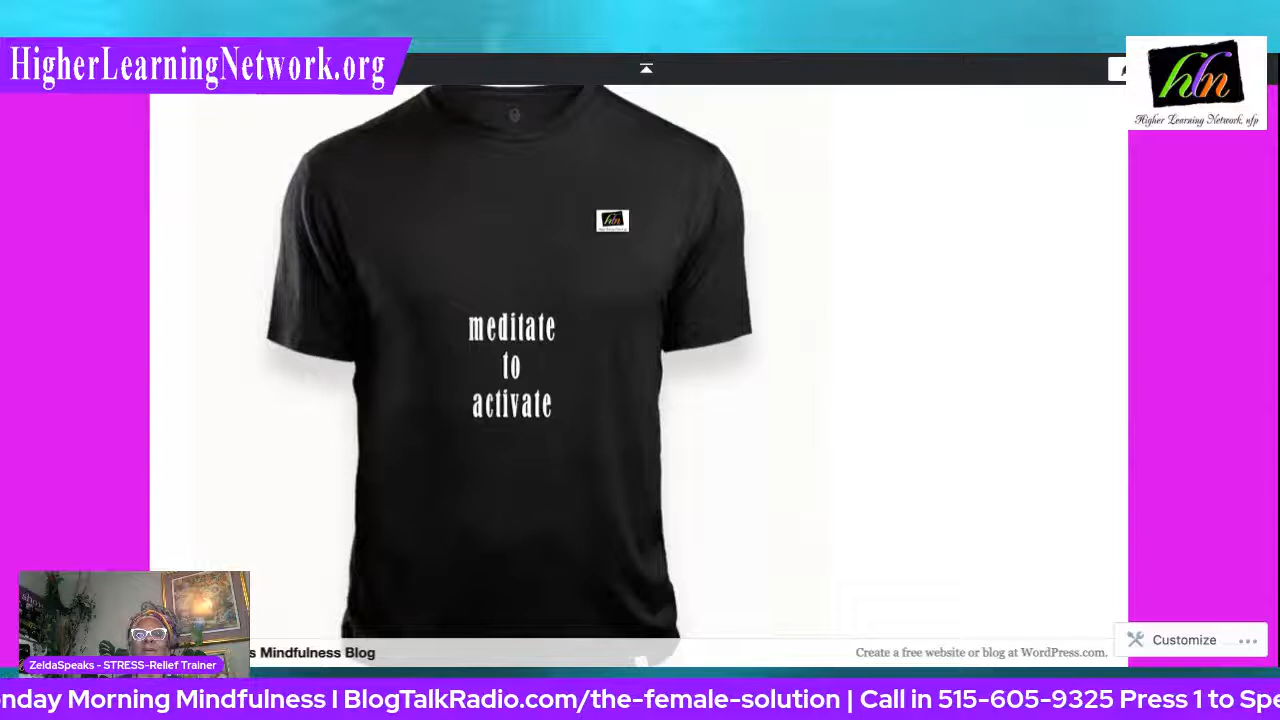 HigherLearningNetwork.org
hln
Higher Learning Network, nfp
hln
meditate
to
activate
ZeldaSpeaks - STRESS-Relief Trainer
s Mindfulness Blog
Create a free website or blog at WordPress.com.
Customize
nday Morning Mindfulness I BlogTalkRadio.com/the-female-solution | Call in 515-605-9325 Press 1 to Spe